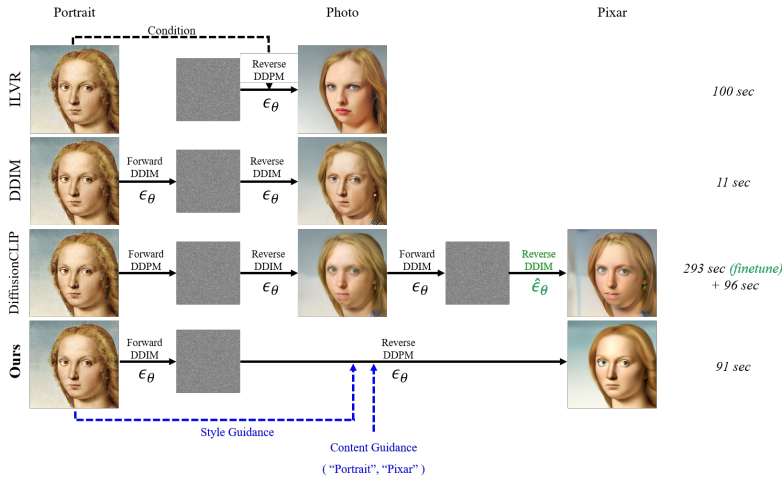 Portrait
Photo
Pixar
ILVR
Condition
Reverse
DDPM
ϵθ
100 sec
DDIM
Forward
DDIM
ϵθ
Reverse
DDIM
ϵθ
11 sec
DiffusionCLIP
Forward
DDPM
Reverse
DDIM
ϵθ
Forward
DDIM
ϵθ
Reverse
DDIM
ϵ̂θ
293 sec (finetune)
+ 96 sec
Ours
Forward
DDIM
ϵθ
Reverse
DDPM
ϵθ
91 sec
Style Guidance
Content Guidance
( “Portrait”, “Pixar” )